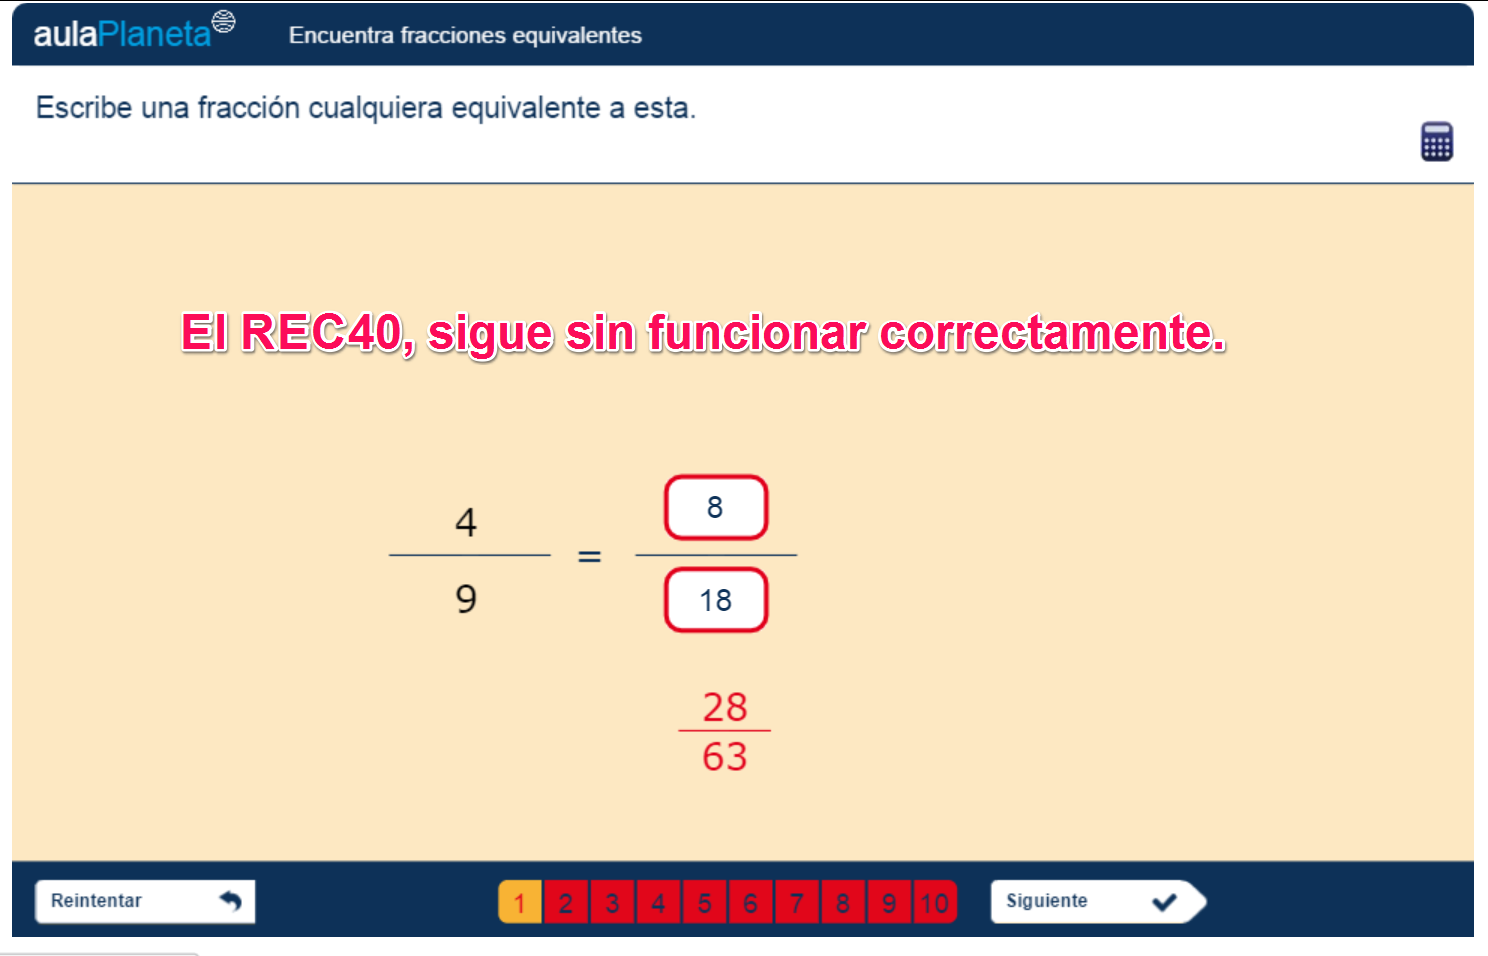 aulaPlaneta
Encuentra fracciones equivalentes
Escribe una fracción cualquiera equivalente a esta.
El REC40, sigue sin funcionar correctamente.
4
9
=
8
18
28
63
Reintentar
1 2 3 4 5 6 7 8 9 10
Siguiente